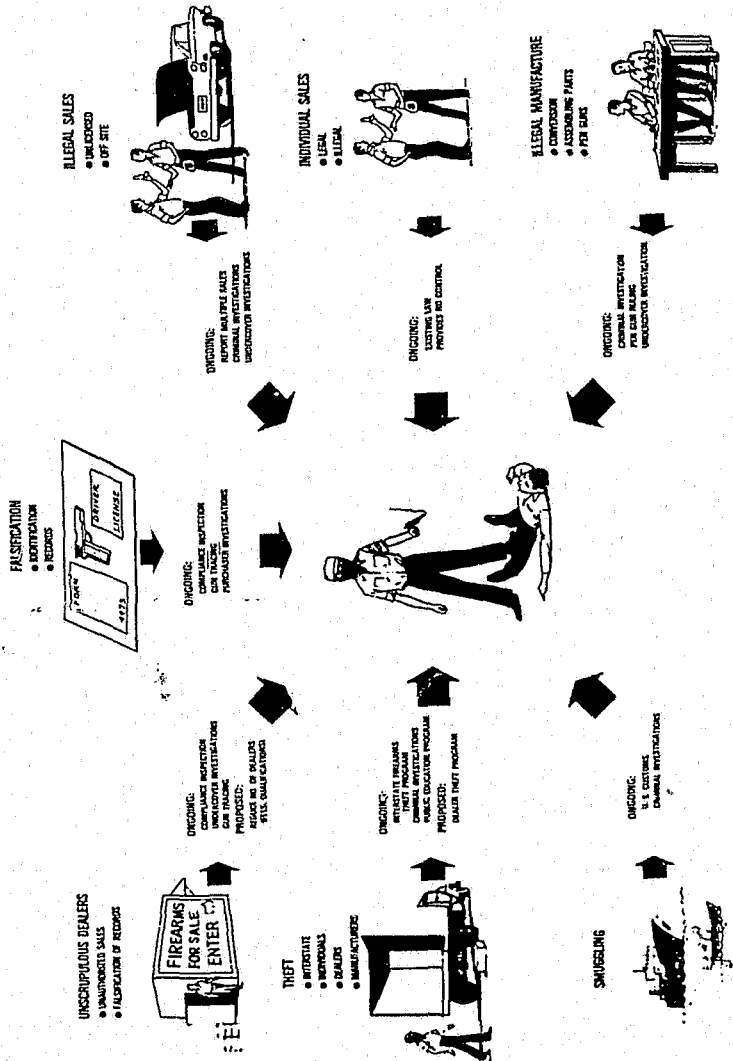 UNSCRUPULOUS DEALERS
● UNAUTHORIZED SALES
● FALSIFICATION OF RECORDS
FIREARMS
FOR SALE
ENTER
ONGOING:
COMPLIANCE INSPECTION
UNDERCOVER INVESTIGATIONS
GUN TRACING
PROPOSED:
REDUCE NO OF DEALERS
QUALIFICATIONS)
FALSIFICATION
● IDENTIFICATION
● RECORDS
FORM
4473
DRIVER
LICENSE
ONGOING:
COMPLIANCE INSPECTION
GUN TRACING
PURCHASER INVESTIGATIONS
ILLEGAL SALES
● UNLICENSED
● OFF SITE
ONGOING:
REPORT MULTIPLE SALES
CRIMINAL INVESTIGATIONS
UNDERCOVER INVESTIGATIONS
THEFT
● INTERSTATE
● INDIVIDUALS
● DEALERS
● MANUFACTURERS
ONGOING:
INTERSTATE FIREARMS
THEFT PROGRAM
CRIMINAL INVESTIGATIONS
PUBLIC EDUCATION PROGRAM
PROPOSED:
DEALER THEFT PROGRAM
INDIVIDUAL SALES
● LEGAL
● ILLEGAL
ONGOING:
EXISTING LAW
PROVIDES NO CONTROL
SMUGGLING
ONGOING:
U. S. CUSTOMS
CRIMINAL INVESTIGATIONS
ILLEGAL MANUFACTURE
● CONVERSION
● ASSEMBLING PARTS
● PEN GUNS
ONGOING:
CRIMINAL INVESTIGATION
PEN GUN RULING
UNDERCOVER INVESTIGATION